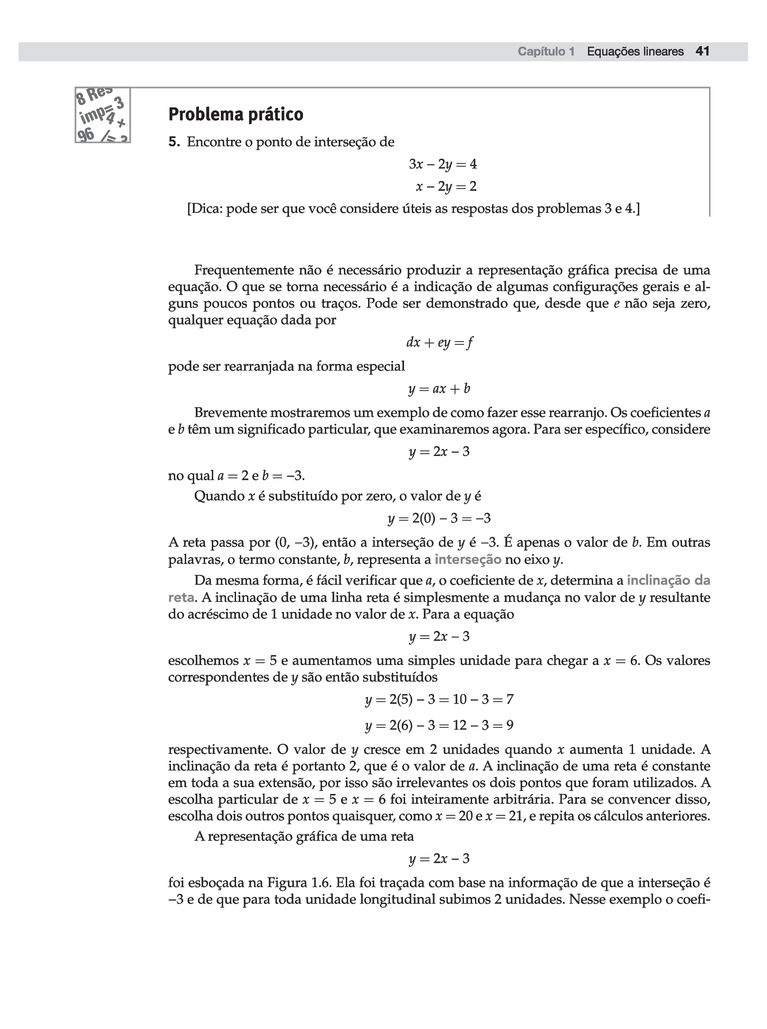 Capítulo 1 Equações lineares 41
8 Res
imp= 3
4 +
96 /= 2
Problema prático
5. Encontre o ponto de interseção de
3x – 2y = 4
x – 2y = 2
[Dica: pode ser que você considere úteis as respostas dos problemas 3 e 4.]
Frequentemente não é necessário produzir a representação gráfica precisa de uma
equação. O que se torna necessário é a indicação de algumas configurações gerais e al-
guns poucos pontos ou traços. Pode ser demonstrado que, desde que e não seja zero,
qualquer equação dada por
dx + ey = f
pode ser rearranjada na forma especial
y = ax + b
Brevemente mostraremos um exemplo de como fazer esse rearranjo. Os coeficientes a
e b têm um significado particular, que examinaremos agora. Para ser específico, considere
y = 2x – 3
no qual a = 2 e b = –3.
Quando x é substituído por zero, o valor de y é
y = 2(0) – 3 = –3
A reta passa por (0, –3), então a interseção de y é –3. É apenas o valor de b. Em outras
palavras, o termo constante, b, representa a interseção no eixo y.
Da mesma forma, é fácil verificar que a, o coeficiente de x, determina a inclinação da
reta. A inclinação de uma linha reta é simplesmente a mudança no valor de y resultante
do acréscimo de 1 unidade no valor de x. Para a equação
y = 2x – 3
escolhemos x = 5 e aumentamos uma simples unidade para chegar a x = 6. Os valores
correspondentes de y são então substituídos
y = 2(5) – 3 = 10 – 3 = 7
y = 2(6) – 3 = 12 – 3 = 9
respectivamente. O valor de y cresce em 2 unidades quando x aumenta 1 unidade. A
inclinação da reta é portanto 2, que é o valor de a. A inclinação de uma reta é constante
em toda a sua extensão, por isso são irrelevantes os dois pontos que foram utilizados. A
escolha particular de x = 5 e x = 6 foi inteiramente arbitrária. Para se convencer disso,
escolha dois outros pontos quaisquer, como x = 20 e x = 21, e repita os cálculos anteriores.
A representação gráfica de uma reta
y = 2x – 3
foi esboçada na Figura 1.6. Ela foi traçada com base na informação de que a interseção é
–3 e de que para toda unidade longitudinal subimos 2 unidades. Nesse exemplo o coefi-